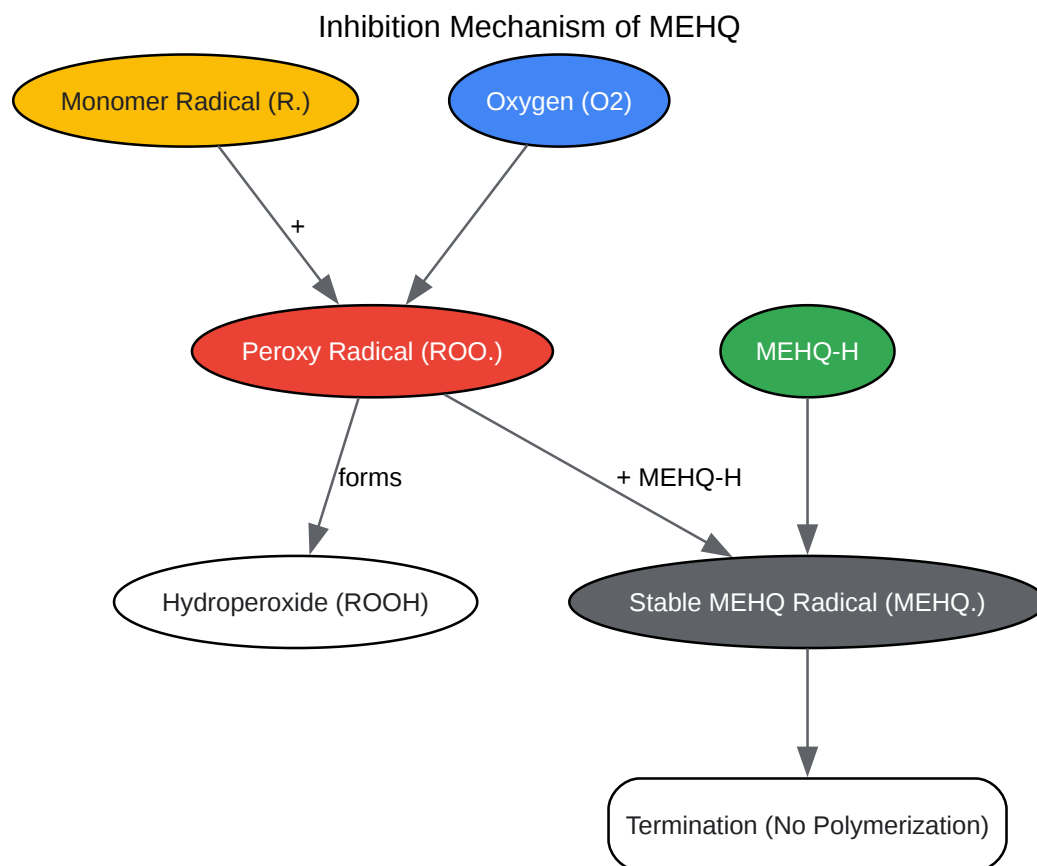 Inhibition Mechanism of MEHQ
Monomer Radical (R.)
Oxygen (O2)
+
Peroxy Radical (ROO.)
MEHQ-H
forms
+ MEHQ-H
Hydroperoxide (ROOH)
Stable MEHQ Radical (MEHQ.)
Termination (No Polymerization)